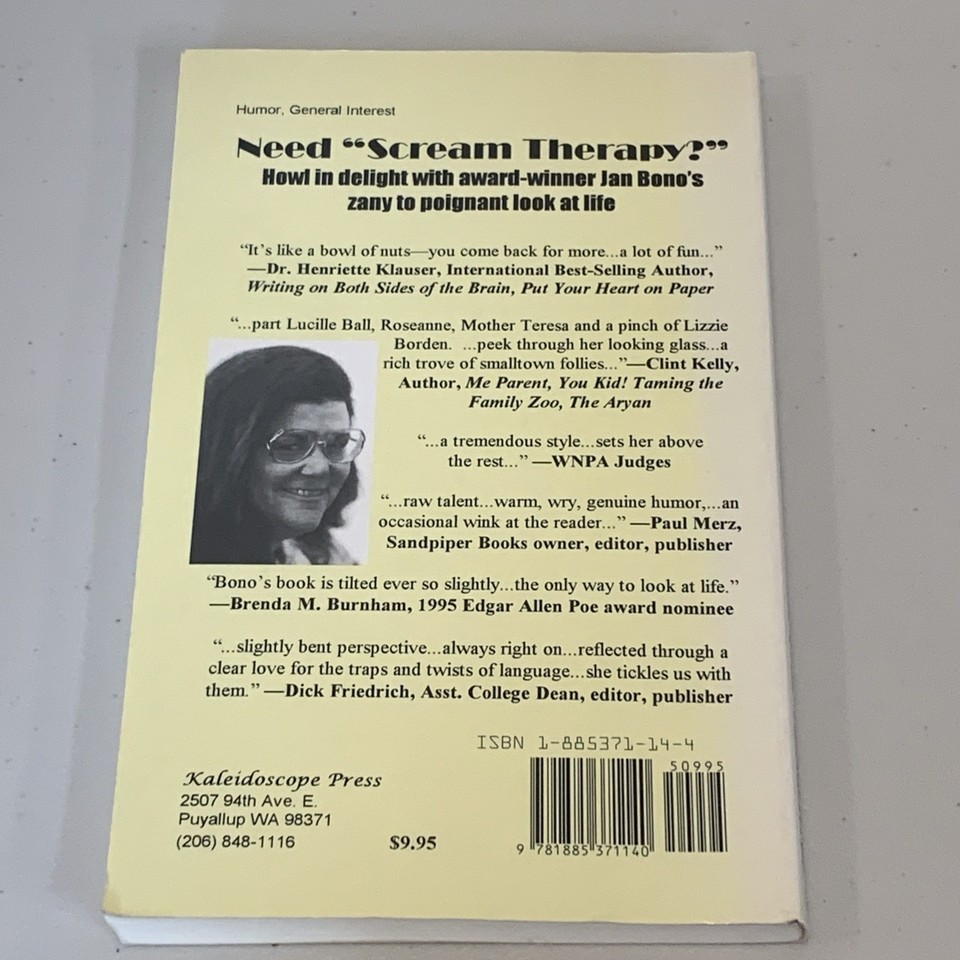 Humor, General Interest
Need “Scream Therapy?”
Howl in delight with award-winner Jan Bono's
zany to poignant look at life
“It's like a bowl of nuts—you come back for more...a lot of fun...”
—Dr. Henriette Klauser, International Best-Selling Author,
Writing on Both Sides of the Brain, Put Your Heart on Paper
“...part Lucille Ball, Roseanne, Mother Teresa and a pinch of Lizzie
Borden. ...peek through her looking glass...a
rich trove of smalltown follies...”—Clint Kelly,
Author, Me Parent, You Kid! Taming the
Family Zoo, The Aryan
“...a tremendous style...sets her above
the rest...” —WNPA Judges
“...raw talent...warm, wry, genuine humor,...an
occasional wink at the reader...” —Paul Merz,
Sandpiper Books owner, editor, publisher
“Bono's book is tilted ever so slightly...the only way to look at life.”
—Brenda M. Burnham, 1995 Edgar Allen Poe award nominee
“...slightly bent perspective...always right on...reflected through a
clear love for the traps and twists of language...she tickles us with
them.” —Dick Friedrich, Asst. College Dean, editor, publisher
ISBN 1-885371-14-4
50995
Kaleidoscope Press
2507 94th Ave. E.
Puyallup WA 98371
(206) 848-1116
$9.95
9 781885 371140